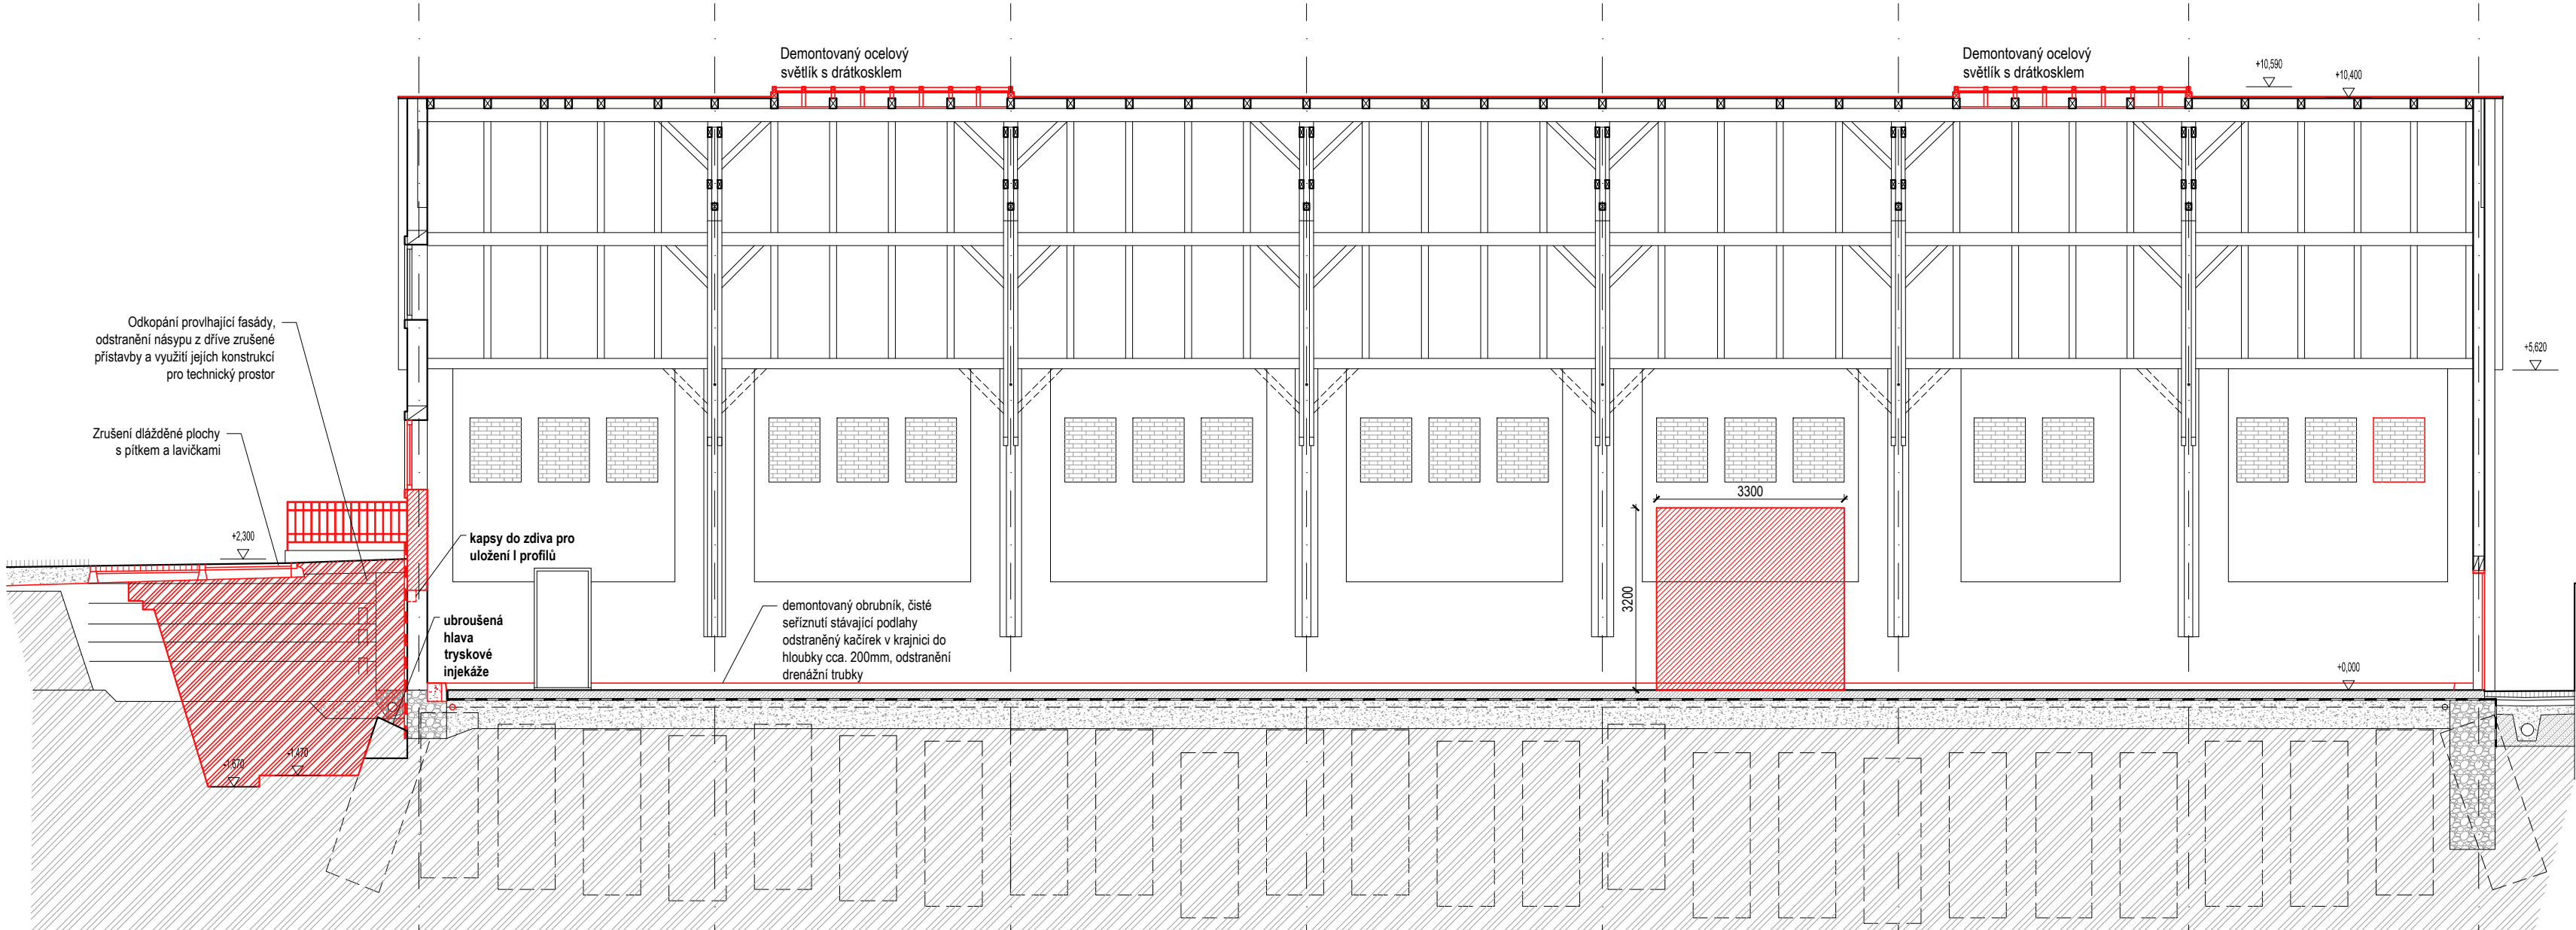 Demontovaný ocelový
světlík s drátkosklem
Demontovaný ocelový
světlík s drátkosklem
+10,590
+10,400
Odkopání provlhající fasády,
odstranění násypu z dříve zrušené
přístavby a využití jejich konstrukcí
pro technický prostor
+5,620
Zrušení dlážděné plochy
s pítkem a lavičkami
3300
+2,300
kapsy do zdiva pro
uložení I profilů
3200
demontovaný obrubník, čisté
seříznutí stávající podlahy
odstraněný kačírek v krajnici do
hloubky cca. 200mm, odstranění
drenážní trubky
ubroušená
hlava
tryskové
injekáže
+0,000
-1,470
-1,670